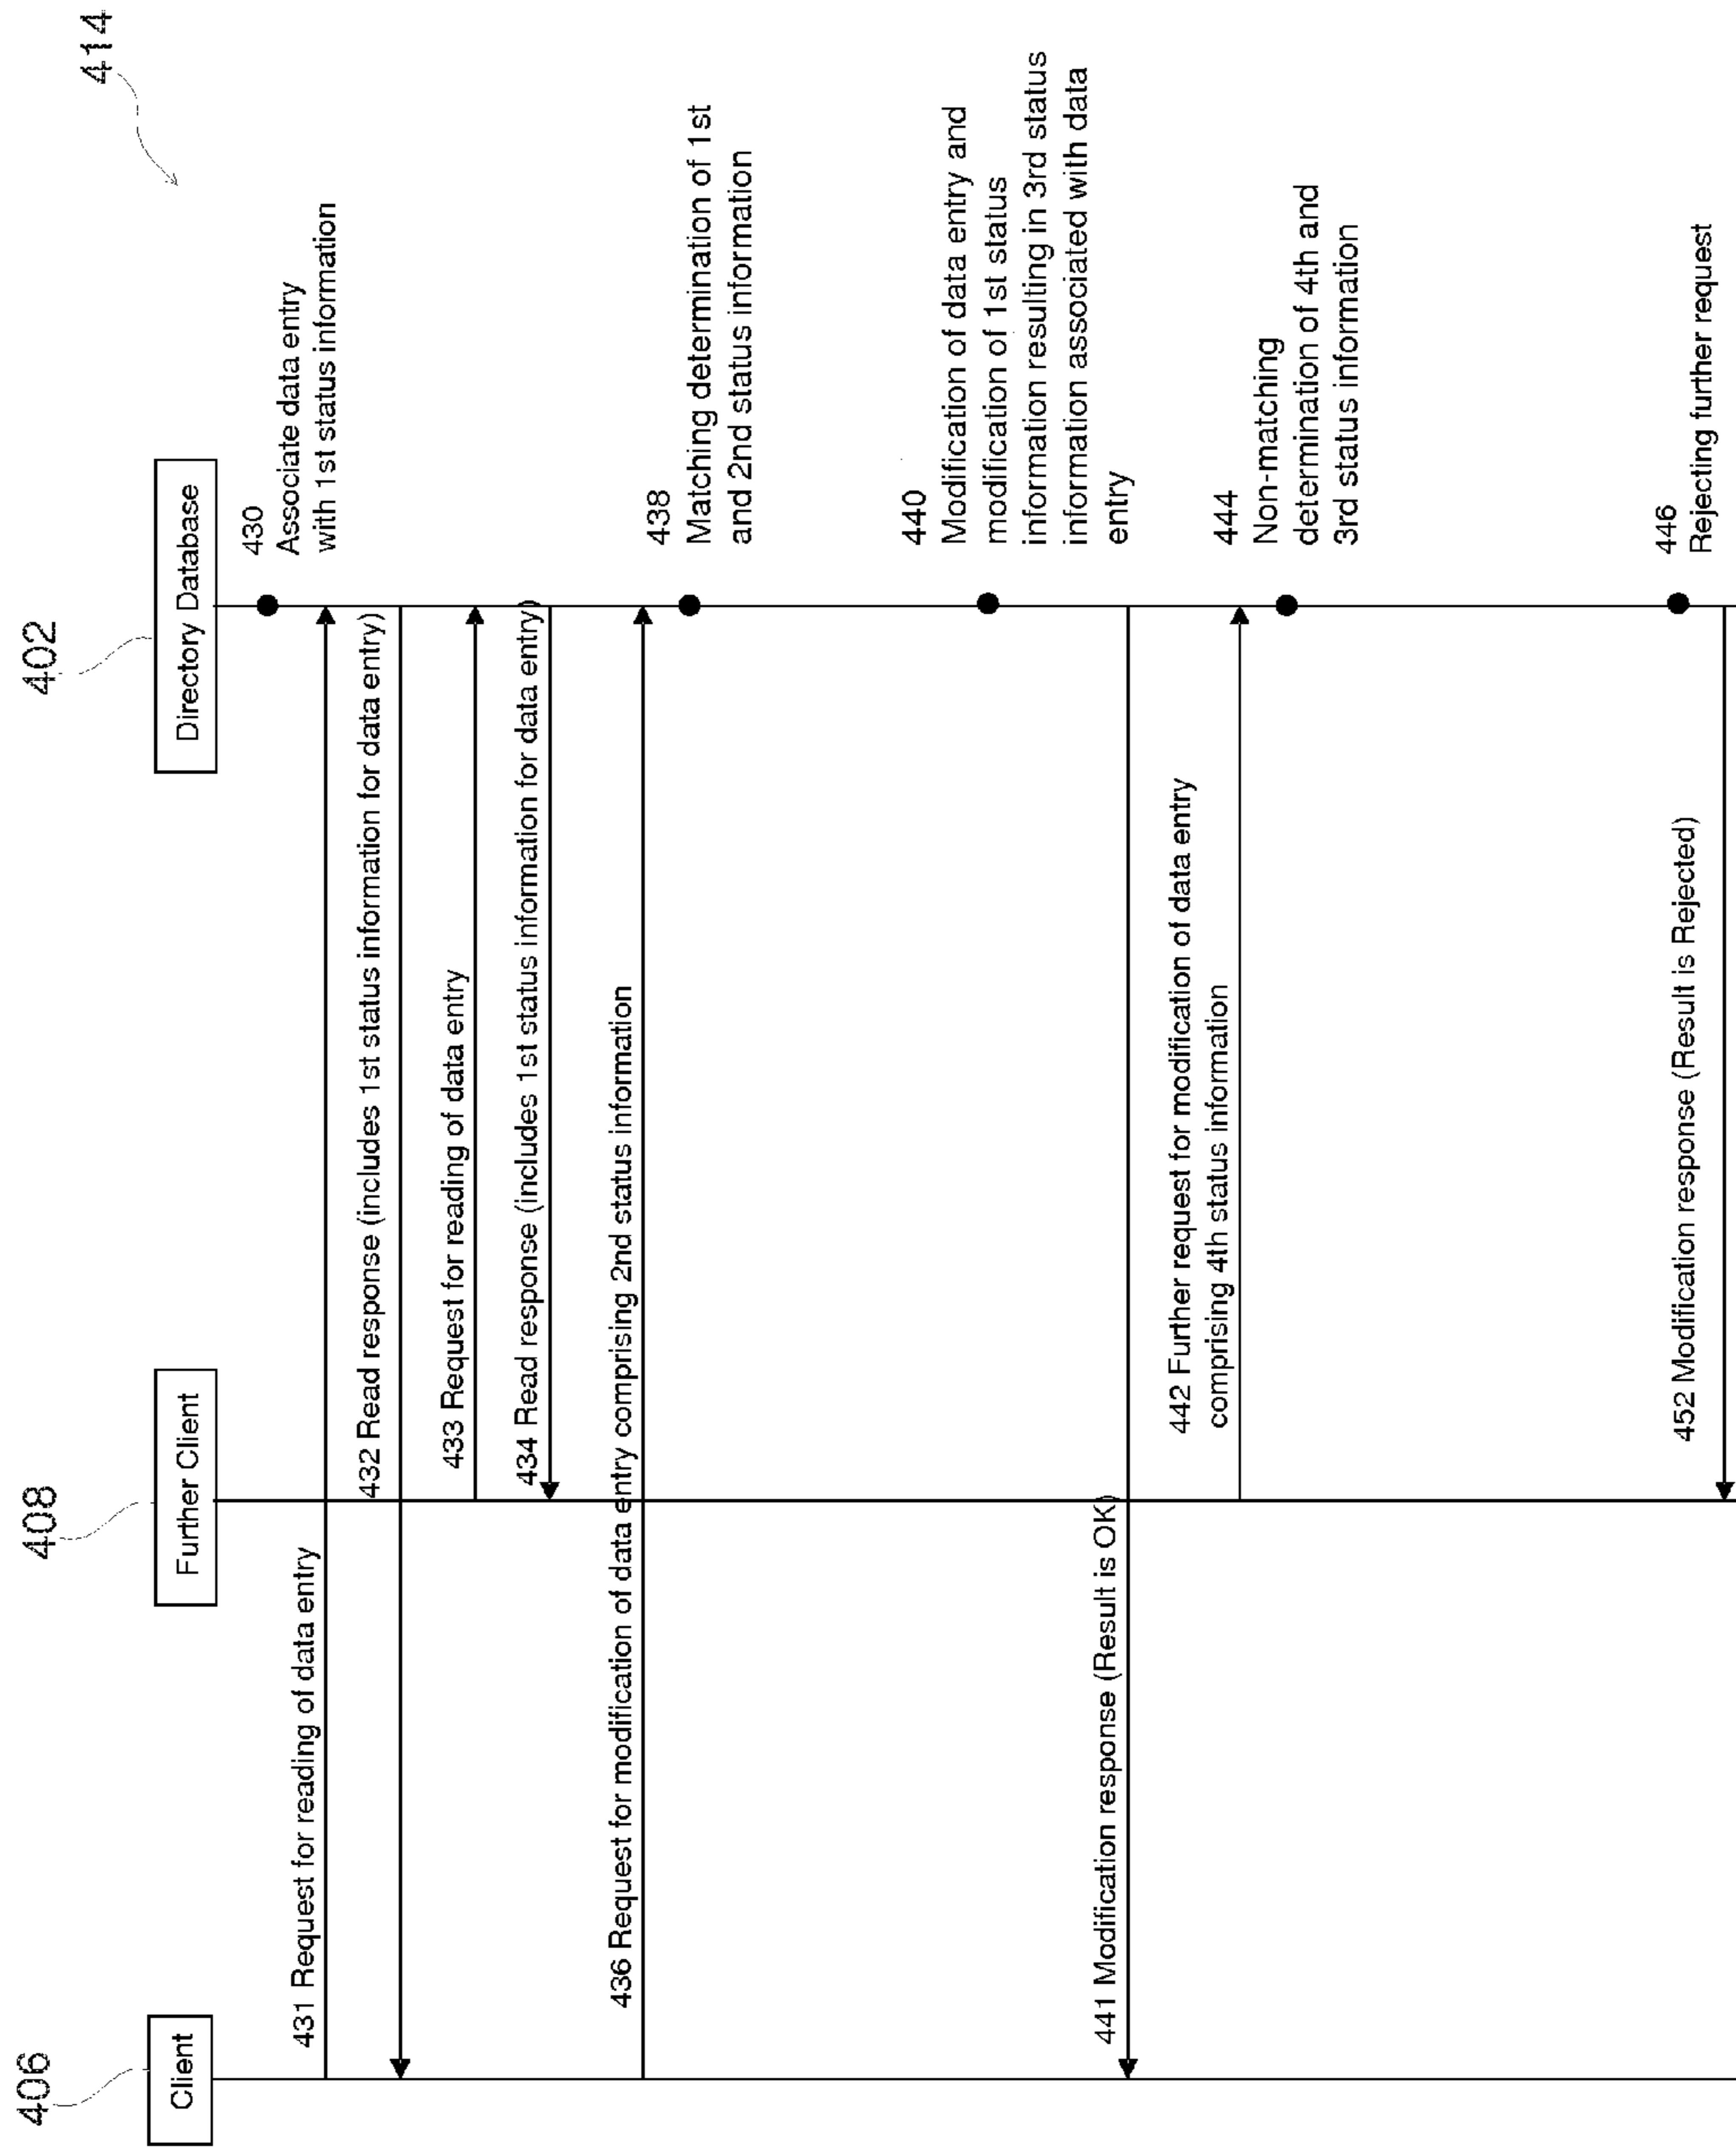 414
406
408
402
Client
Further Client
Directory Database
430
Associate data entry
with 1st status information
431 Request for reading of data entry
432 Read response (includes 1st status information for data entry)
433 Request for reading of data entry
434 Read response (includes 1st status information for data entry)
436 Request for modification of data entry comprising 2nd status information
438
Matching determination of 1st
and 2nd status information
440
Modification of data entry and
modification of 1st status
information resulting in 3rd status
information associated with data
entry
441 Modification response (Result is OK)
442 Further request for modification of data entry
comprising 4th status information
444
Non-matching
determination of 4th and
3rd status information
446
Rejecting further request
452 Modification response (Result is Rejected)